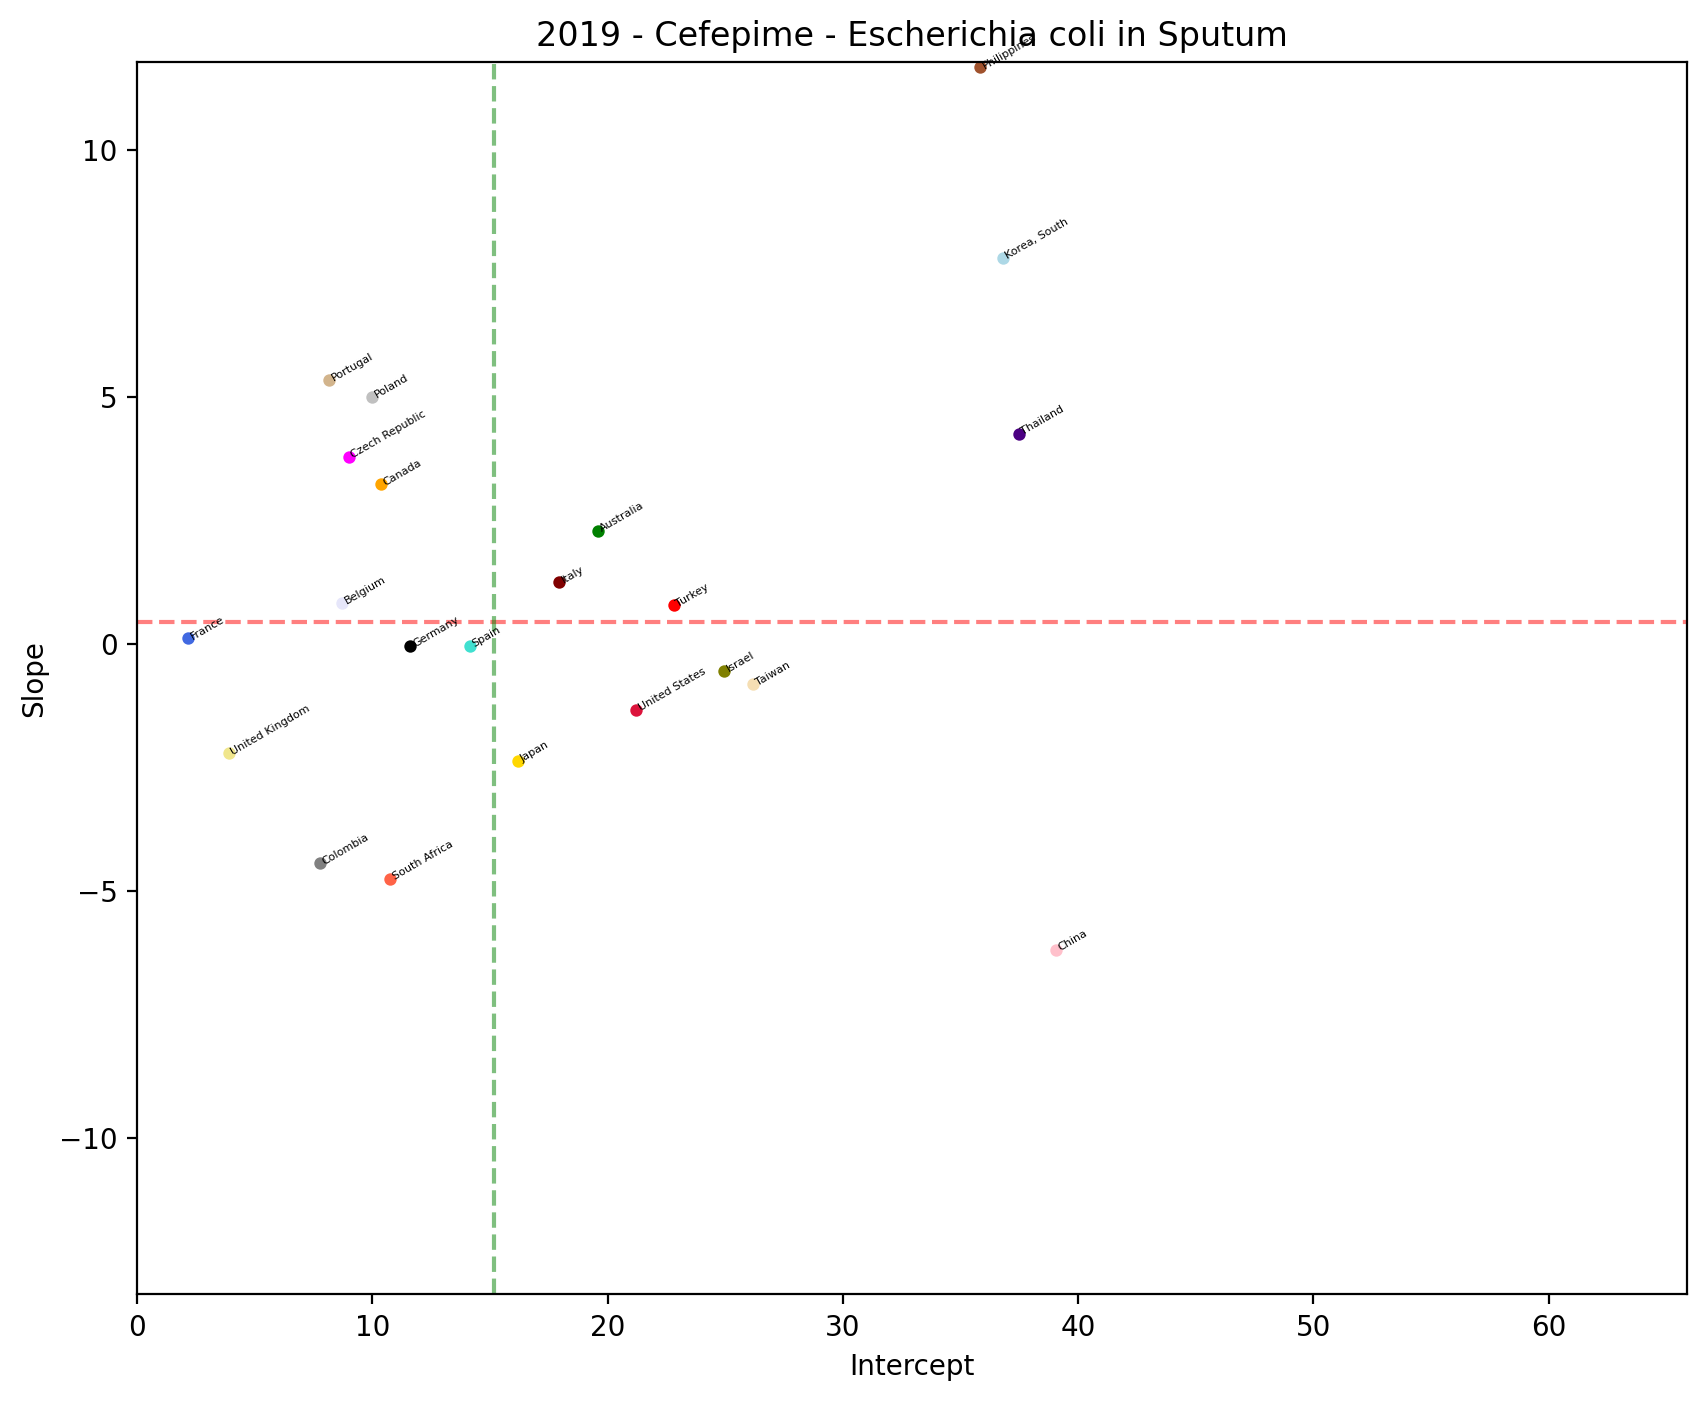 2019 - Cefepime - Escherichia coli in Sputum
Philippines
10
Korea, South
Portugal
Poland
5
Czech Republic
Thailand
Canada
Australia
Italy
Belgium
Turkey
France
Germany
Spain
0
Israel
Taiwan
United States
Slope
United Kingdom
Japan
Colombia
South Africa
−5
China
−10
0 10 20 30 40 50 60
Intercept